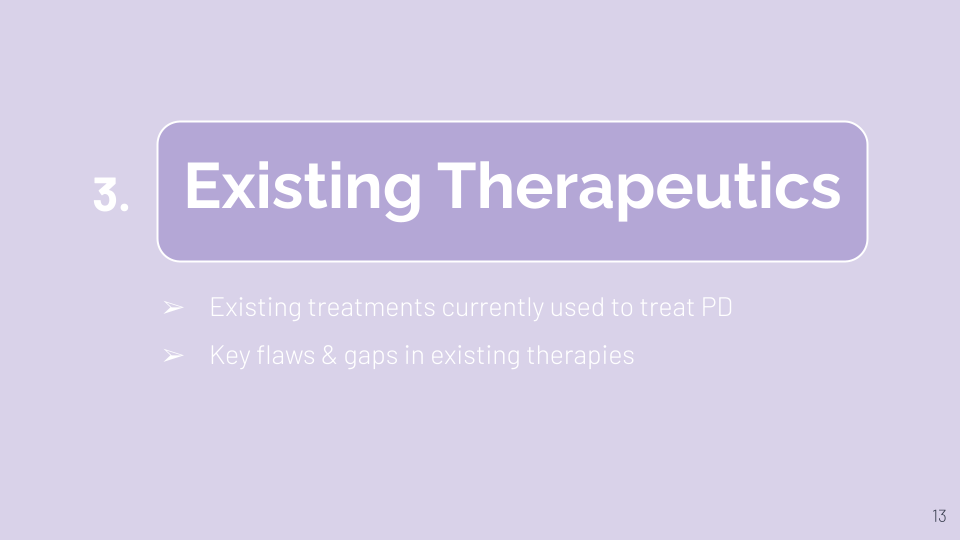 3.
Existing Therapeutics
➢ Existing treatments currently used to treat PD
➢ Key flaws & gaps in existing therapies
13